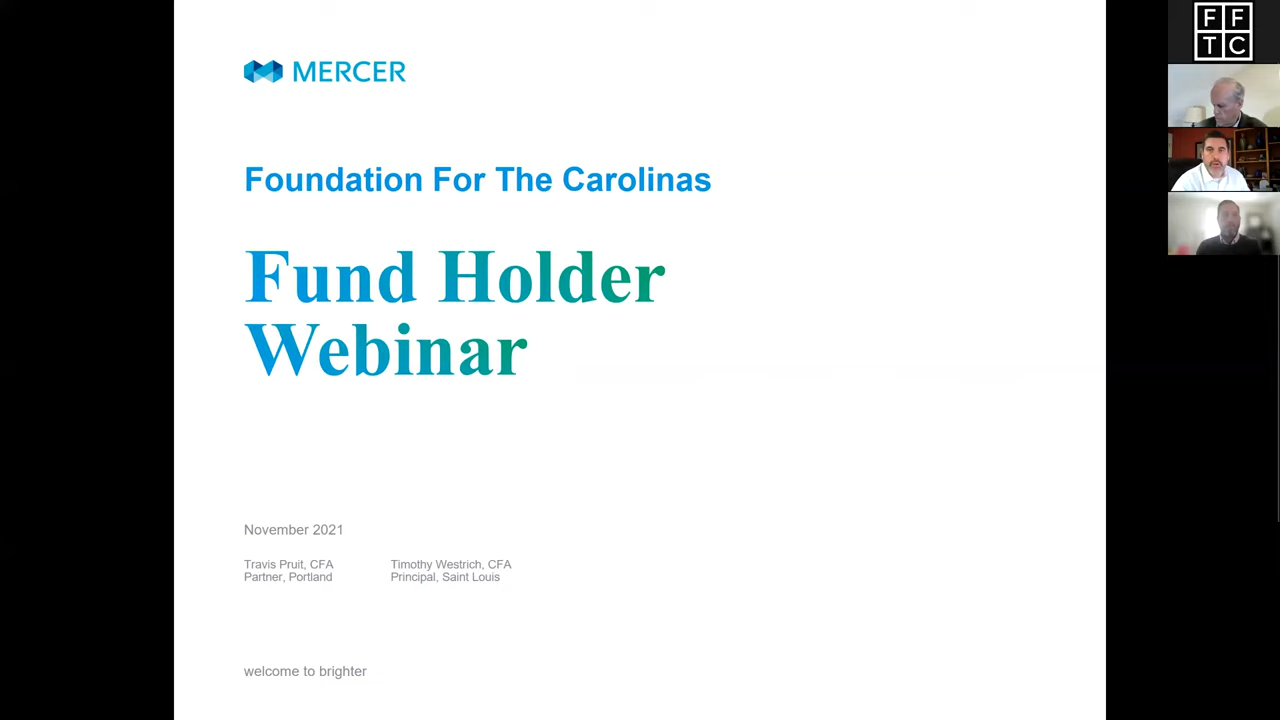 MERCER
Foundation For The Carolinas
Fund Holder
Webinar
November 2021
Travis Pruit, CFA
Partner, Portland
Timothy Westrich, CFA
Principal, Saint Louis
welcome to brighter
F F
T C